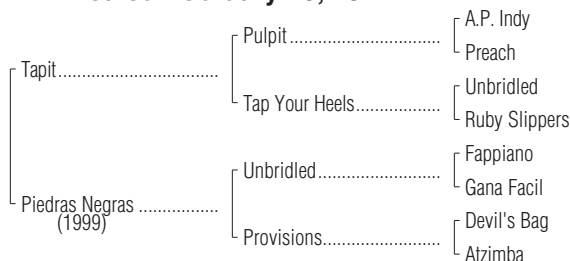 Pulpit
A.P. Indy
Preach
Tapit
Tap Your Heels
Unbridled
Ruby Slippers
Piedras Negras
(1999)
Unbridled
Fappiano
Gana Facil
Provisions
Devil's Bag
Atzimba